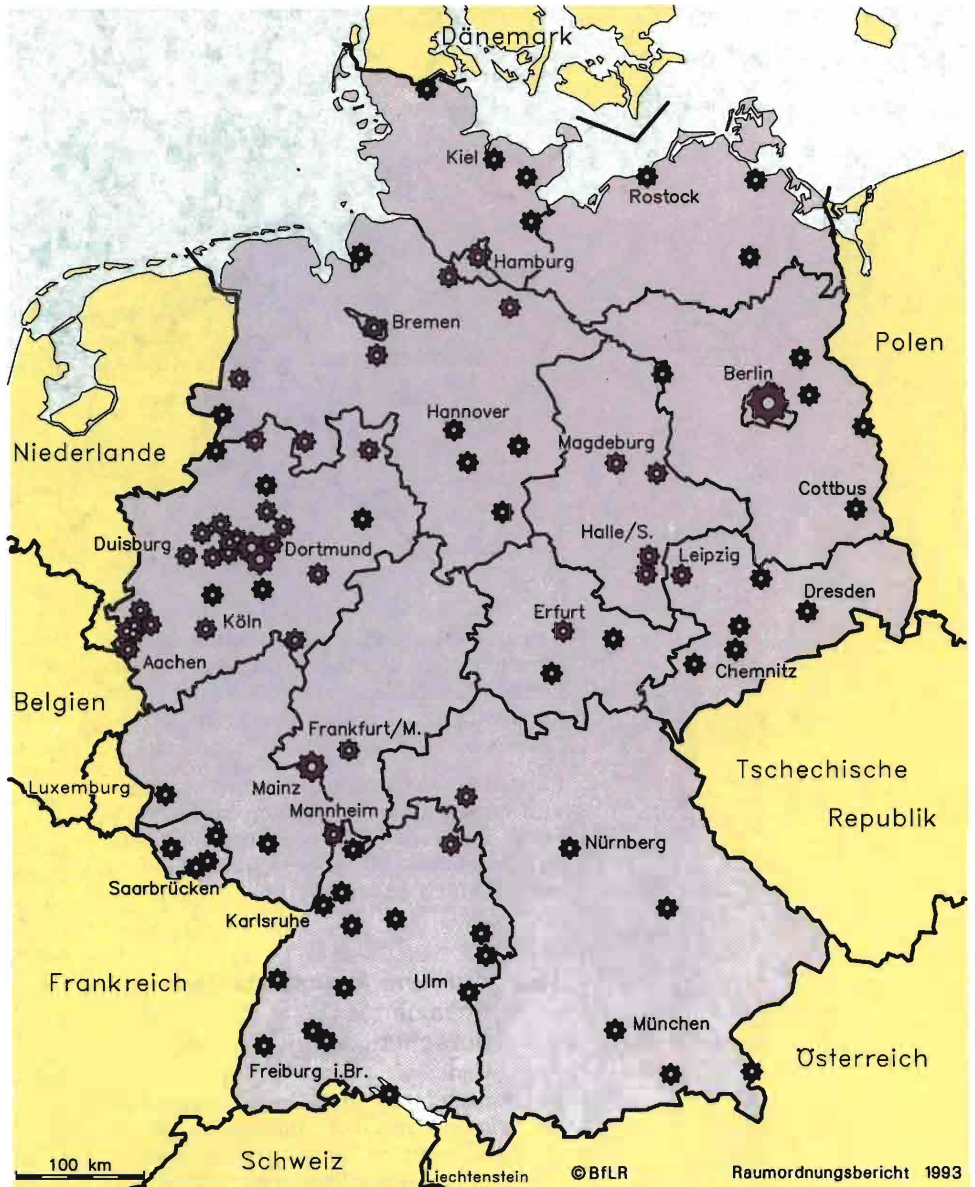 Dänemark
Kiel
Rostock
Hamburg
Bremen
Polen
Berlin
Hannover
Magdeburg
Niederlande
Cottbus
Halle/S.
Duisburg
Dortmund
Leipzig
Dresden
Köln
Erfurt
Aachen
Chemnitz
Belgien
Frankfurt/M.
Tschechische
Luxemburg
Mainz
Mannheim
Republik
Nürnberg
Saarbrücken
Karlsruhe
Frankreich
Ulm
München
Österreich
Freiburg i.Br.
100 km
Schweiz
Liechtenstein
©BfLR
Raumordnungsbericht 1993